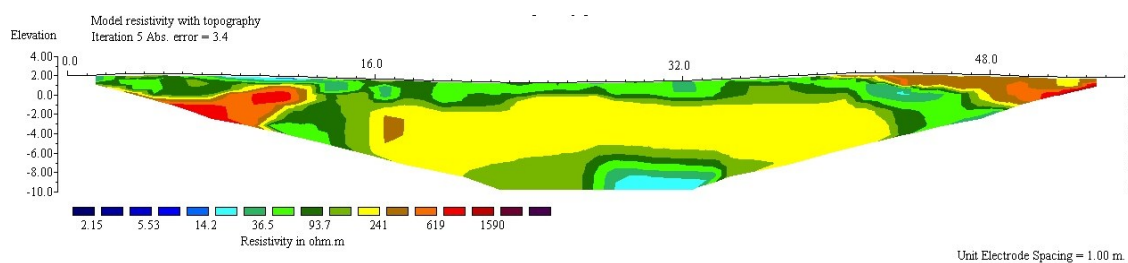 Model resistivity with topography
Elevation Iteration 5 Abs. error = 3.4
4.00
0.0
2.00
16.0
32.0
48.0
0.0
-2.00
-4.00
-6.00
-8.00
-10.0
2.15 5.53 14.2 36.5 93.7 241 619 1590
Resistivity in ohm.m
Unit Electrode Spacing = 1.00 m.